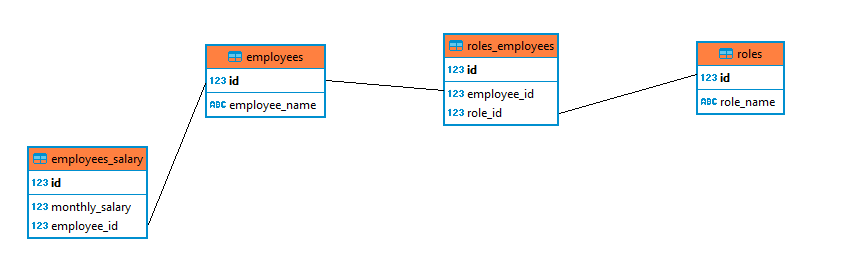 employees
123 id
ABC employee_name
roles_employees
123 id
123 employee_id
123 role_id
roles
123 id
ABC role_name
employees_salary
123 id
123 monthly_salary
123 employee_id